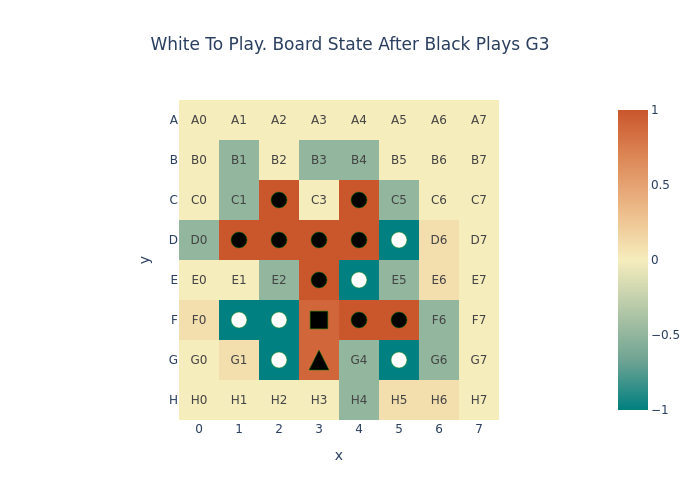 White To Play. Board State After Black Plays G3
A A0 A1 A2 A3 A4 A5 A6 A7 1
B B0 B1 B2 B3 B4 B5 B6 B7
C C0 C1 C3 C5 C6 C7 0.5
D D0 D6 D7
y E E0 E1 E2 E5 E6 E7 0
F F0 F6 F7 −0.5
G G0 G1 G4 G6 G7
H H0 H1 H2 H3 H4 H5 H6 H7 −1
0 1 2 3 4 5 6 7
x